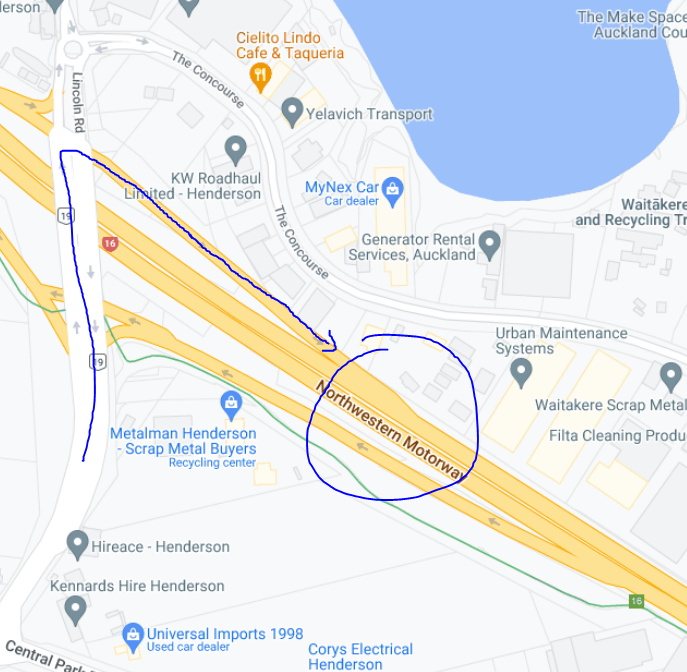 erson
Cielito Lindo
Cafe & Taqueria
The Make Space
Auckland Cou
The Concourse
Lincoln Rd
Yelavich Transport
KW Roadhaul
Limited - Henderson
MyNex Car
Car dealer
Waitākere
and Recycling Tr
19
The Concourse
Generator Rental
Services, Auckland
16
Urban Maintenance
Systems
19
Northwestern Motorway
Waitakere Scrap Metal
Metalman Henderson
- Scrap Metal Buyers
Recycling center
Filta Cleaning Produ
Hireace - Henderson
Kennards Hire Henderson
16
Universal Imports 1998
Used car dealer
Corys Electrical
Henderson
Central Park